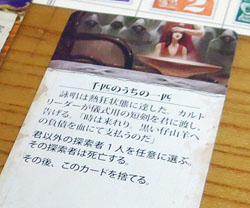 千匹のうちの一匹
詠唱は熱狂状態に達した。カルト
リーダーが儀式用の短剣を君に渡し、
告げる。「時は来れり。黒い仔山羊へ
の負債を血にて支払うのだ」
君以外の探索者1人を任意に選ぶ。
その探索者は死亡する。
その後、このカードを捨てる。